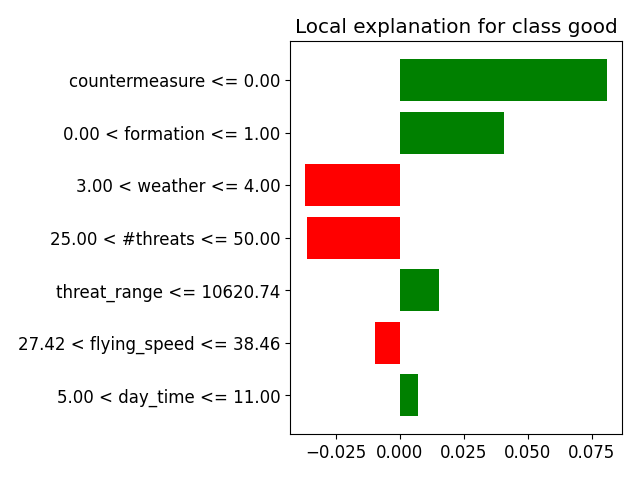 Local explanation for class good
countermeasure <= 0.00
0.00 < formation <= 1.00
3.00 < weather <= 4.00
25.00 < #threats <= 50.00
threat_range <= 10620.74
27.42 < flying_speed <= 38.46
5.00 < day_time <= 11.00
−0.025 0.000 0.025 0.050 0.075